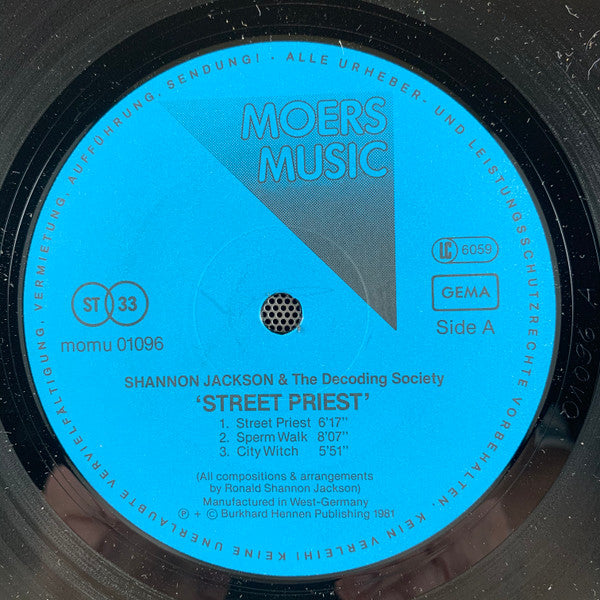 ALLE URHEBER- UND LEISTUNGSSCHUTZRECHTE VORBEHALTEN! KEIN VERLEIH! KEINE UNERLAUBTE VERVIELFÄLTIGUNG, VERMIETUNG, AUFFÜHRUNG, SENDUNG! ·
MOERS
MUSIC
LC 6059
GEMA
Side A
ST 33
momu 01096
SHANNON JACKSON & The Decoding Society
‘STREET PRIEST’
1. Street Priest 6'17"
2. Sperm Walk 8'07"
3. City Witch 5'51"
(All compositions & arrangements
by Ronald Shannon Jackson)
Manufactured in West-Germany
Ⓟ + © Burkhard Hennen Publishing 1981
01096 A